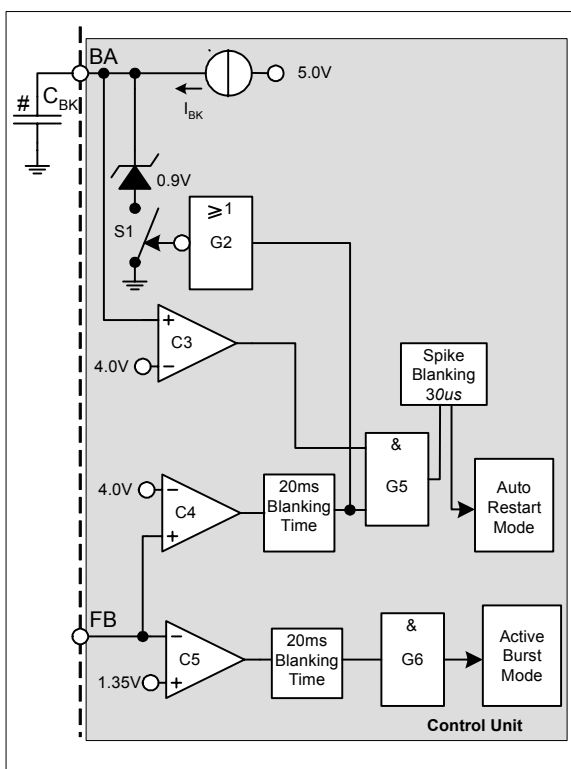 BA
5.0V
# C_BK
I_BK
0.9V
≥1
S1
G2
C3
4.0V
Spike
Blanking
30us
&
G5
4.0V
C4
20ms
Blanking
Time
Auto
Restart
Mode
FB
C5
1.35V
20ms
Blanking
Time
&
G6
Active
Burst
Mode
Control Unit